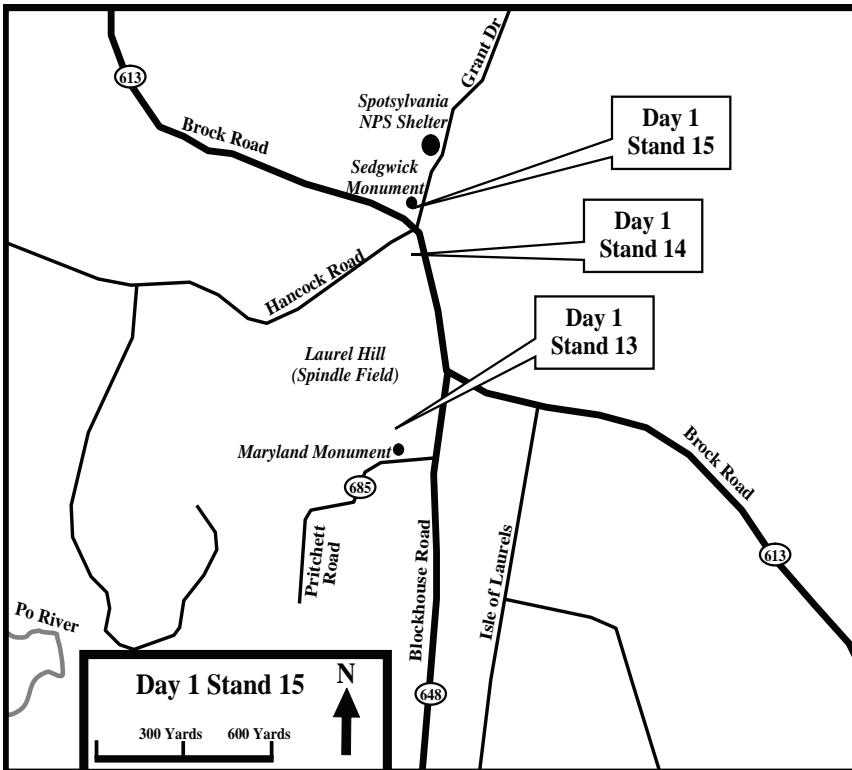 Grant Dr
613
Spotsylvania
NPS Shelter
Brock Road
Day 1
Stand 15
Sedgwick
Monument
Day 1
Stand 14
Hancock Road
Day 1
Stand 13
Laurel Hill
(Spindle Field)
Maryland Monument
685
Pritchett
Road
Blockhouse Road
Isle of Laurels
Brock Road
613
Po River
648
Day 1 Stand 15
N
300 Yards
600 Yards